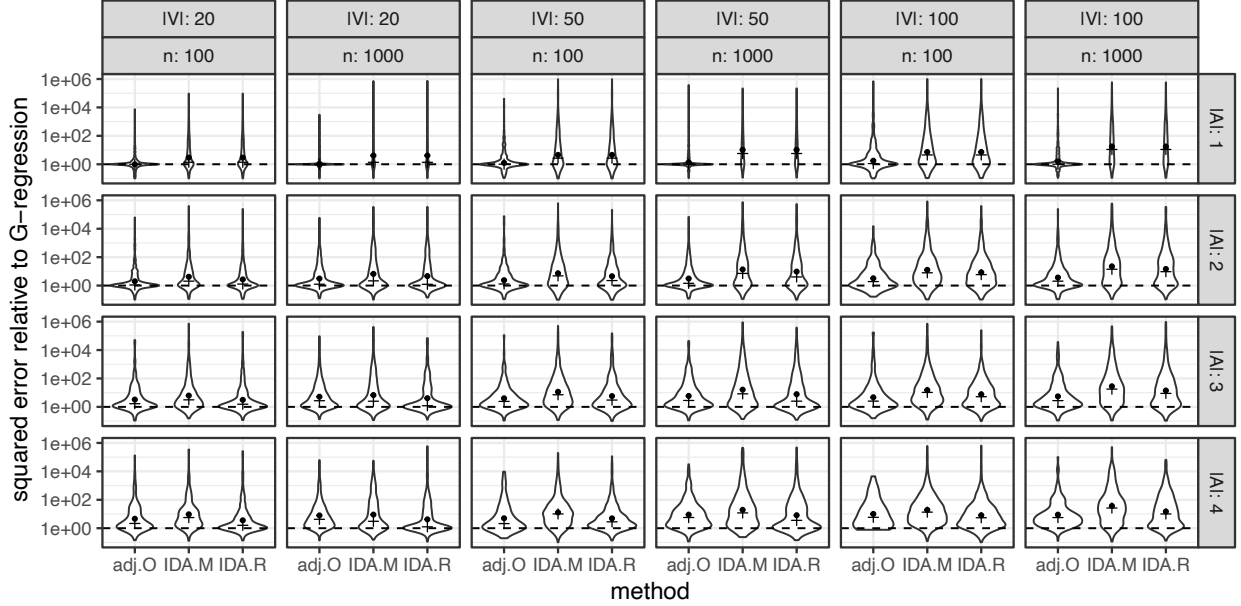 |V|: 20 |V|: 20 |V|: 50 |V|: 50 |V|: 100 |V|: 100
n: 100 n: 1000 n: 100 n: 1000 n: 100 n: 1000
squared error relative to G−regression
1e+06
1e+04
1e+02
1e+00
|A|: 1
1e+06
1e+04
1e+02
1e+00
|A|: 2
1e+06
1e+04
1e+02
1e+00
|A|: 3
1e+06
1e+04
1e+02
1e+00
|A|: 4
adj.O IDA.M IDA.R adj.O IDA.M IDA.R adj.O IDA.M IDA.R adj.O IDA.M IDA.R adj.O IDA.M IDA.R adj.O IDA.M IDA.R
method